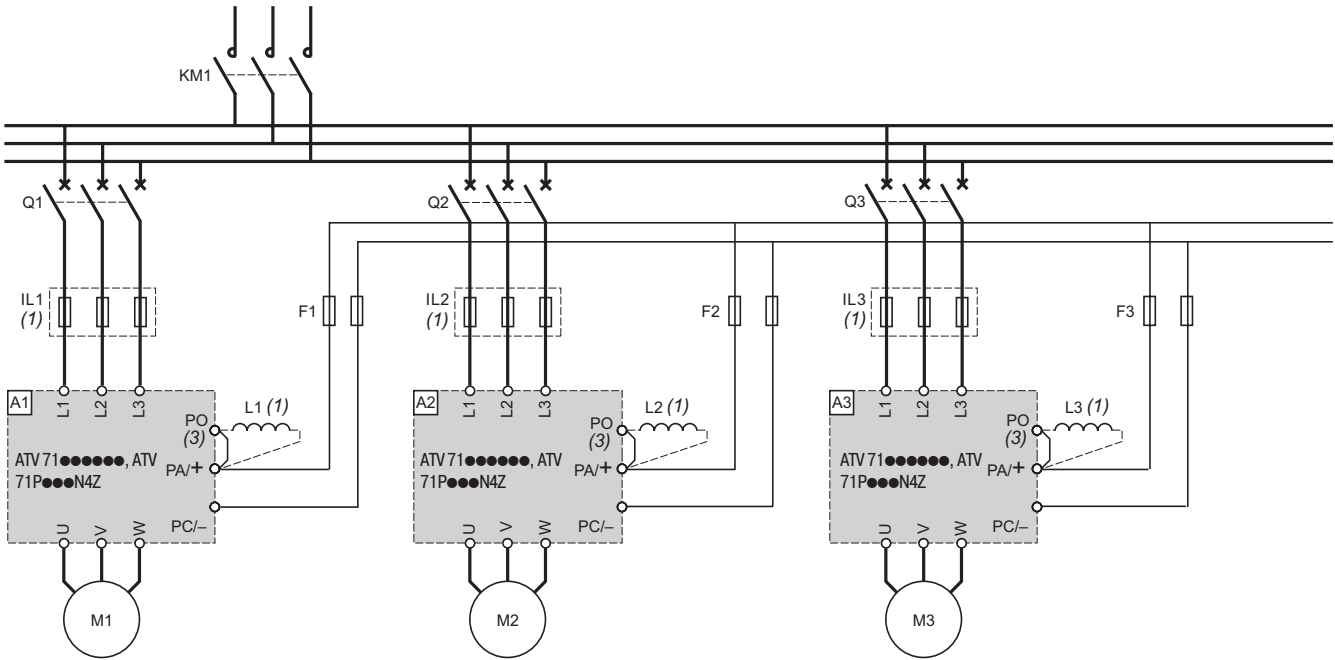 KM1
Q1
Q2
Q3
IL1
(1)
F1
IL2
(1)
F2
IL3
(1)
F3
A1
L1
L2
L3
PO
(3)
L1 (1)
ATV 71●●●●●●, ATV
71P●●●N4Z
PA/+
PC/–
U
V
W
M1
A2
L1
L2
L3
PO
(3)
L2 (1)
ATV 71●●●●●●, ATV
71P●●●N4Z
PA/+
PC/–
U
V
W
M2
A3
L1
L2
L3
PO
(3)
L3 (1)
ATV 71●●●●●●, ATV
71P●●●N4Z
PA/+
PC/–
U
V
W
M3